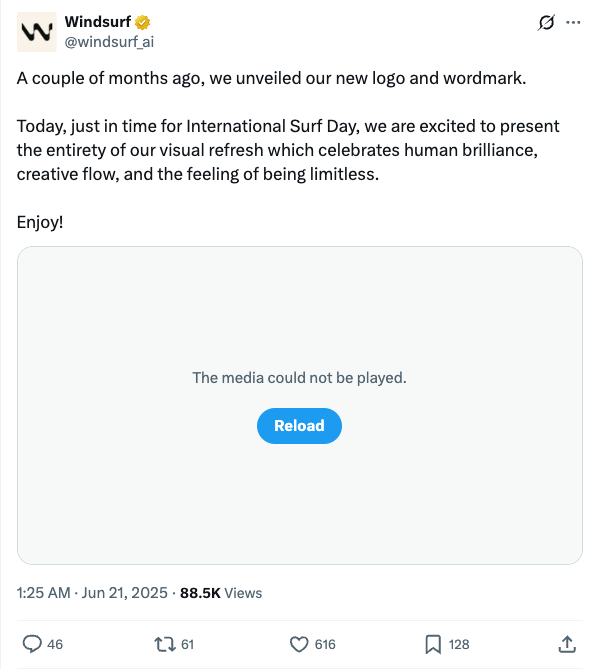 Windsurf
@windsurf_ai
A couple of months ago, we unveiled our new logo and wordmark.
Today, just in time for International Surf Day, we are excited to present
the entirety of our visual refresh which celebrates human brilliance,
creative flow, and the feeling of being limitless.
Enjoy!
The media could not be played.
Reload
1:25 AM · Jun 21, 2025 · 88.5K Views
46 61 616 128